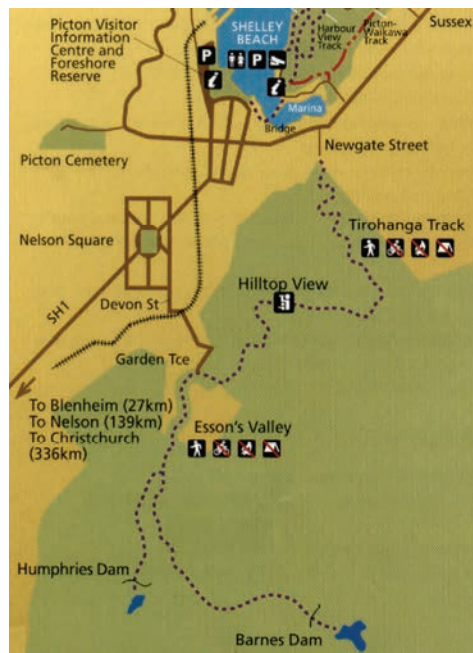 Picton Visitor
Information
Centre and
Foreshore
Reserve
SHELLEY
BEACH
Harbour
View
Track
Picton-
Waikawa
Track
Sussex
P
P
i
i
Marina
Bridge
Newgate Street
Picton Cemetery
Tirohanga Track
Nelson Square
Hilltop View
Devon St
SH1
Garden Tce
To Blenheim (27km)
To Nelson (139km)
To Christchurch
(336km)
Esson's Valley
Humphries Dam
Barnes Dam